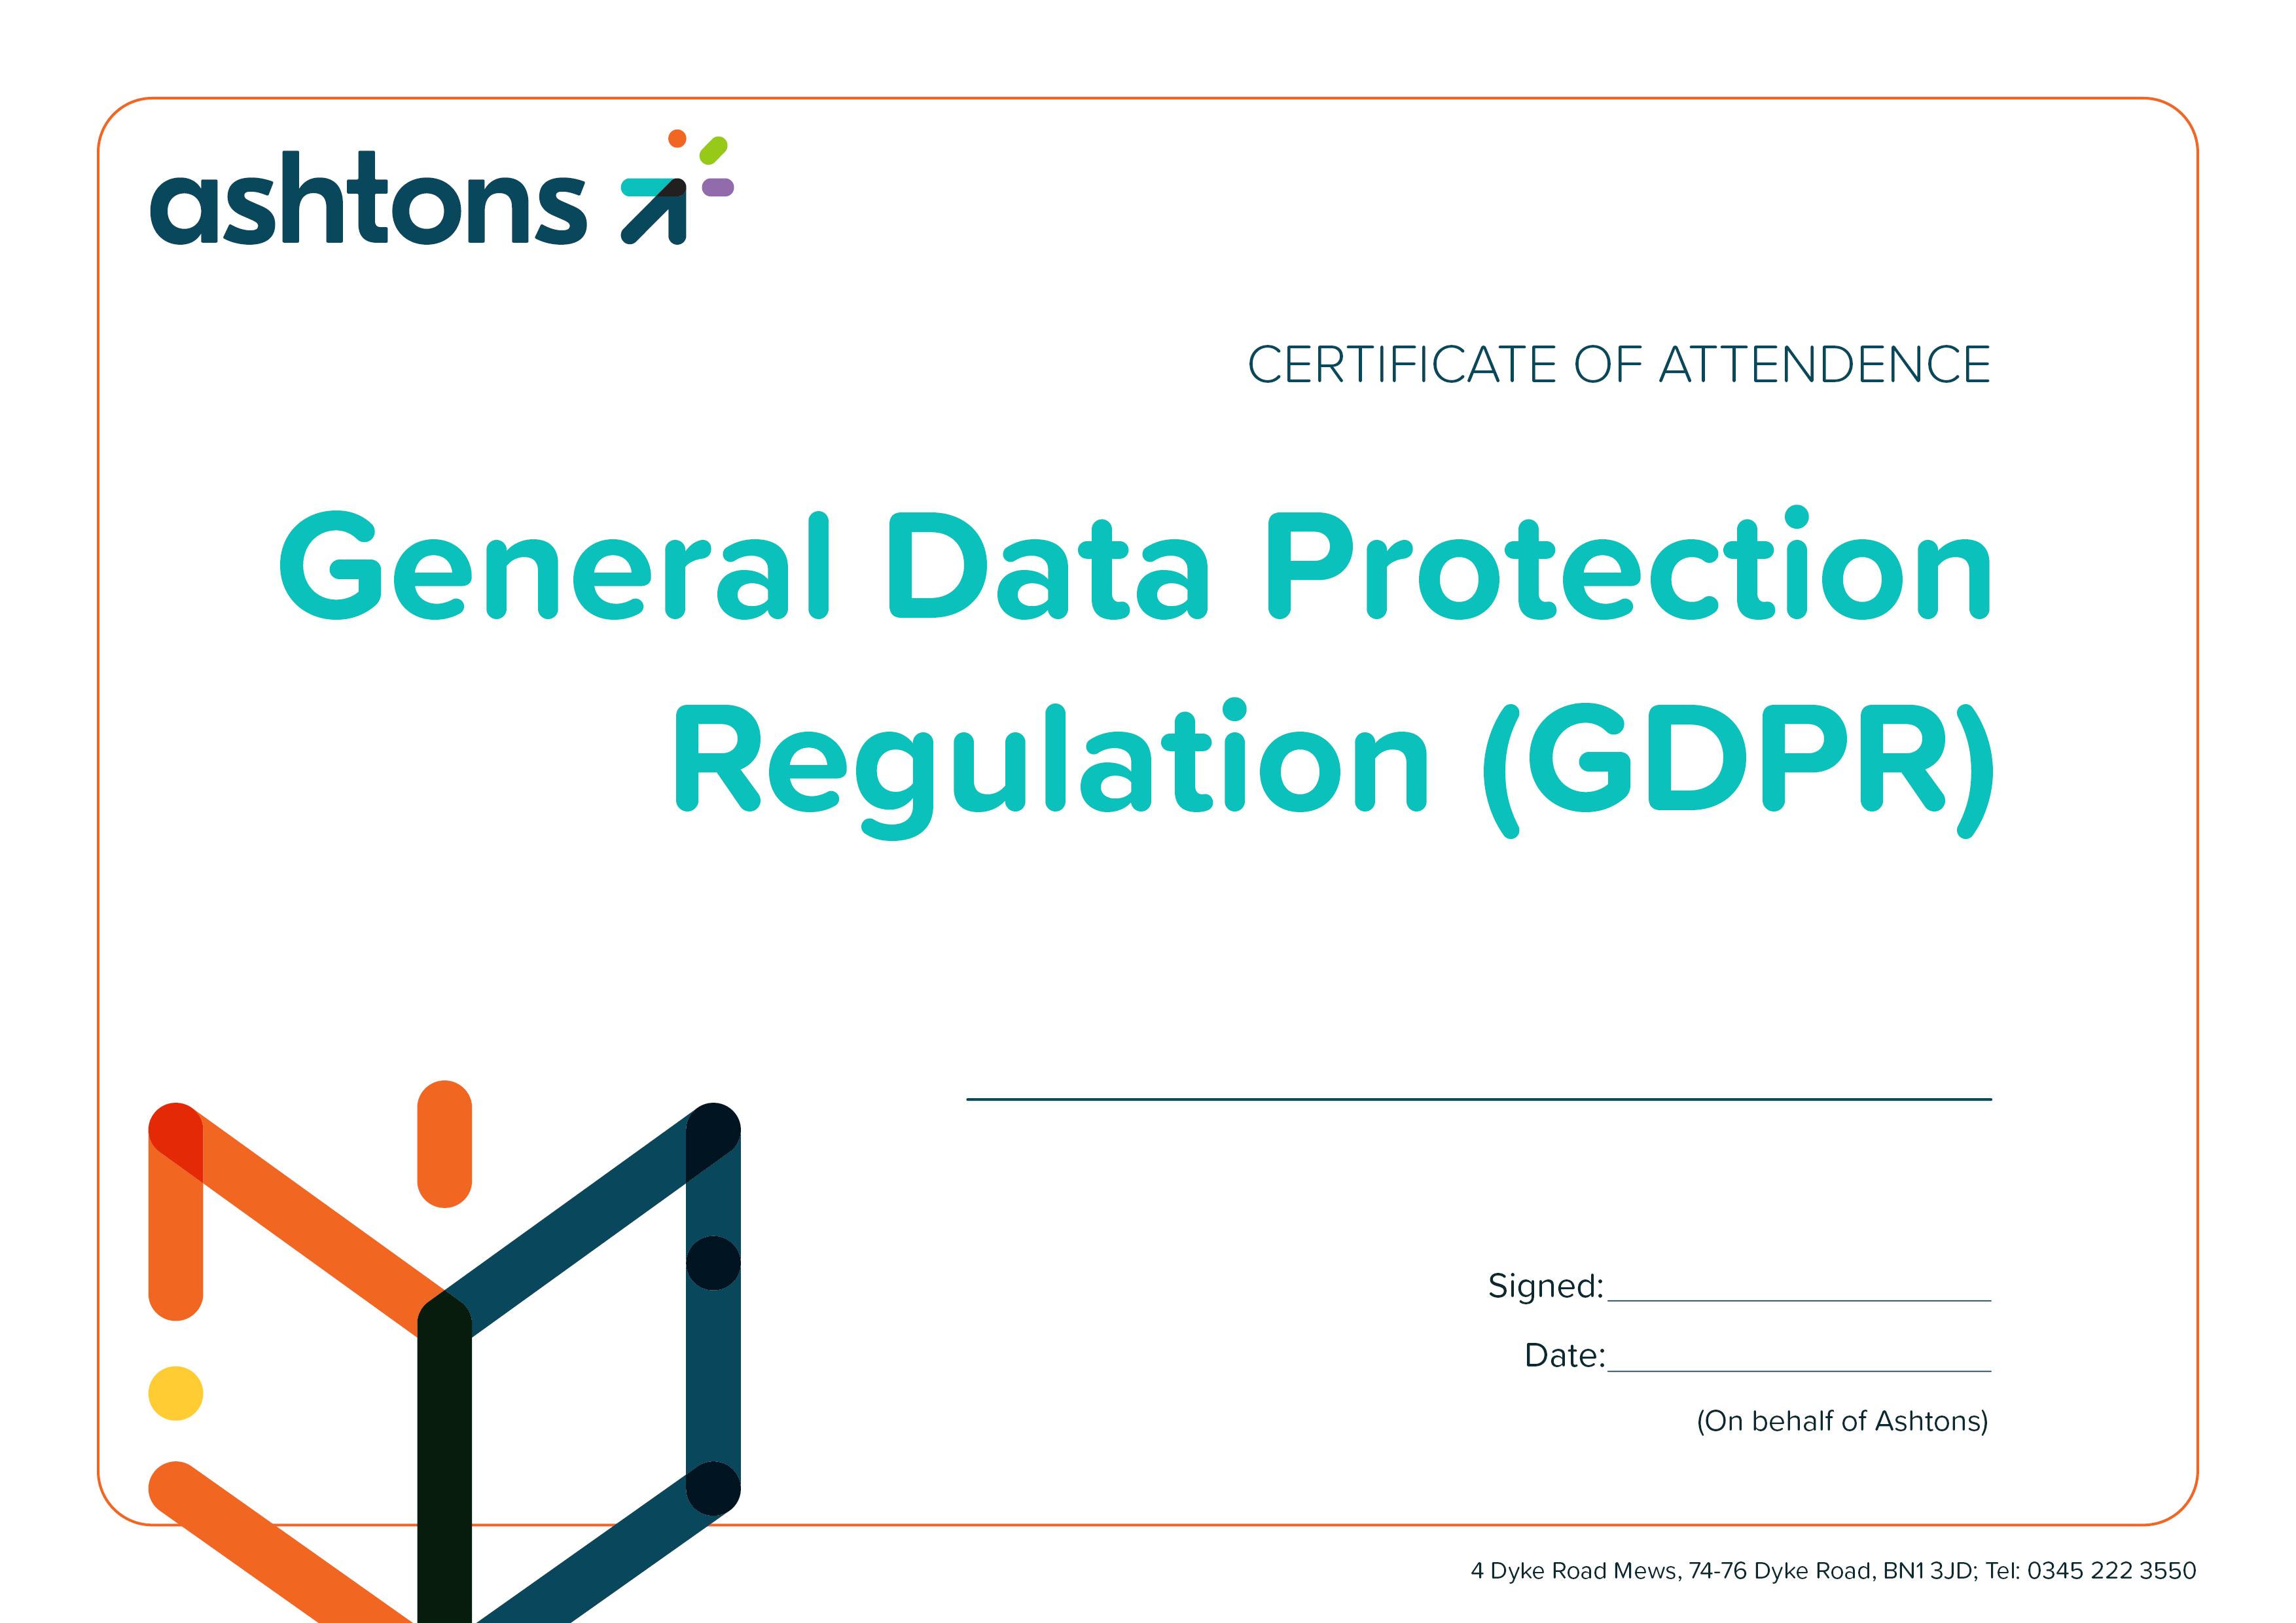 ashtons
CERTIFICATE OF ATTENDENCE
General Data Protection
Regulation (GDPR)
Signed:
Date:
(On behalf of Ashtons)
4 Dyke Road Mews, 74-76 Dyke Road, BN1 3JD; Tel: 0345 222 3550